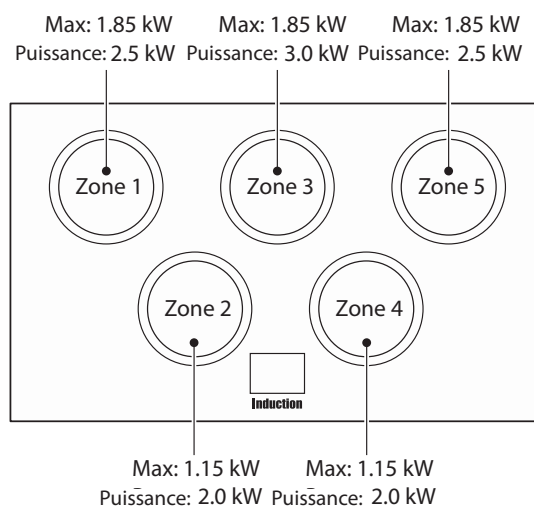 Max: 1.85 kW Max: 1.85 kW Max: 1.85 kW
Puissance: 2.5 kW Puissance: 3.0 kW Puissance: 2.5 kW
Zone 1 Zone 3 Zone 5
Zone 2 Zone 4
Induction
Max: 1.15 kW Max: 1.15 kW
Puissance: 2.0 kW Puissance: 2.0 kW